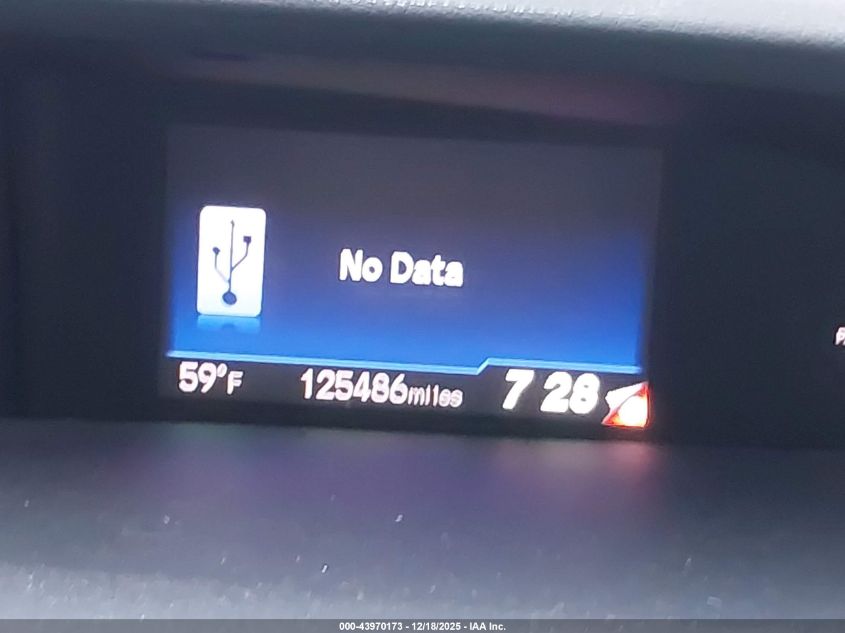 No Data
59°F 125486miles 7 28
000-43970173 - 12/18/2025 - IAA Inc.